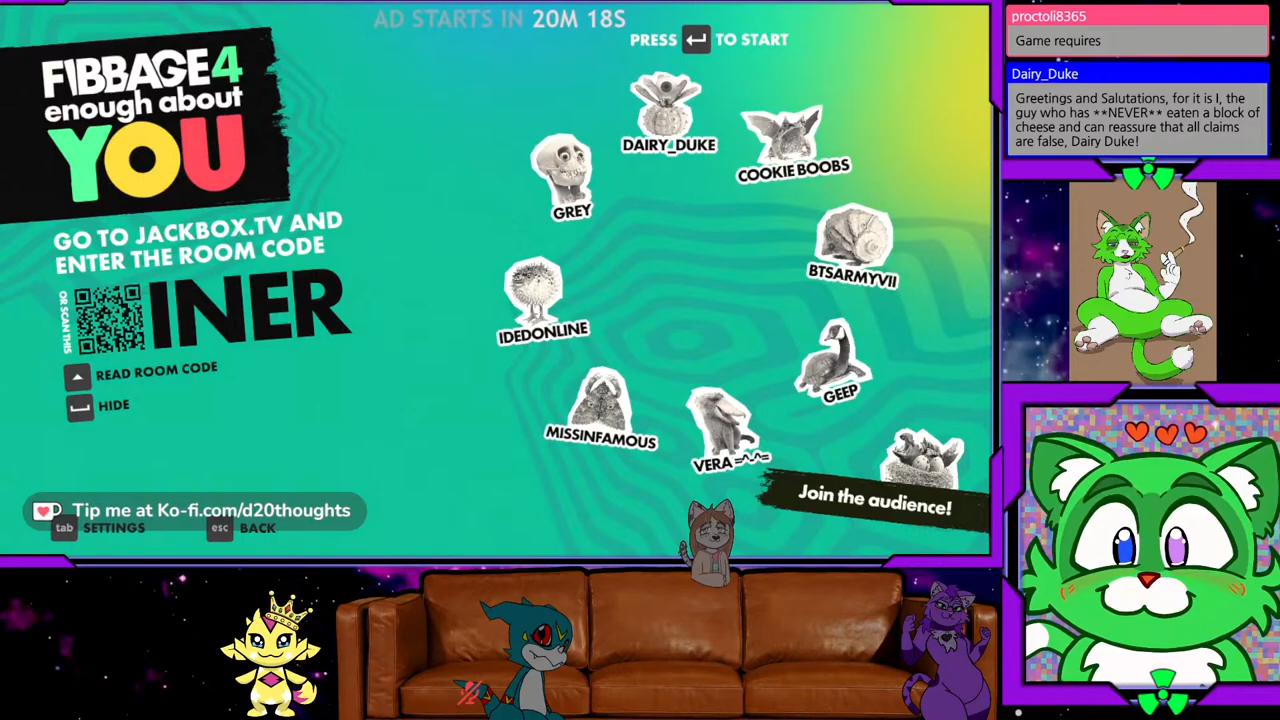 AD STARTS IN 20M 18S
PRESS TO START
FIBBAGE 4
enough about
YOU
GO TO JACKBOX.TV AND
ENTER THE ROOM CODE
OR SCAN THIS
INER
READ ROOM CODE
HIDE
DAIRY_DUKE
COOKIE BOOBS
GREY
BTSARMYVII
IDEDONLINE
GEEP
MISSINFAMOUS
VERA =^-^=
Join the audience!
Tip me at Ko-fi.com/d20thoughts
tab SETTINGS esc BACK
proctoli8365
Game requires
Dairy_Duke
Greetings and Salutations, for it is I, the
guy who has **NEVER** eaten a block of
cheese and can reassure that all claims
are false, Dairy Duke!